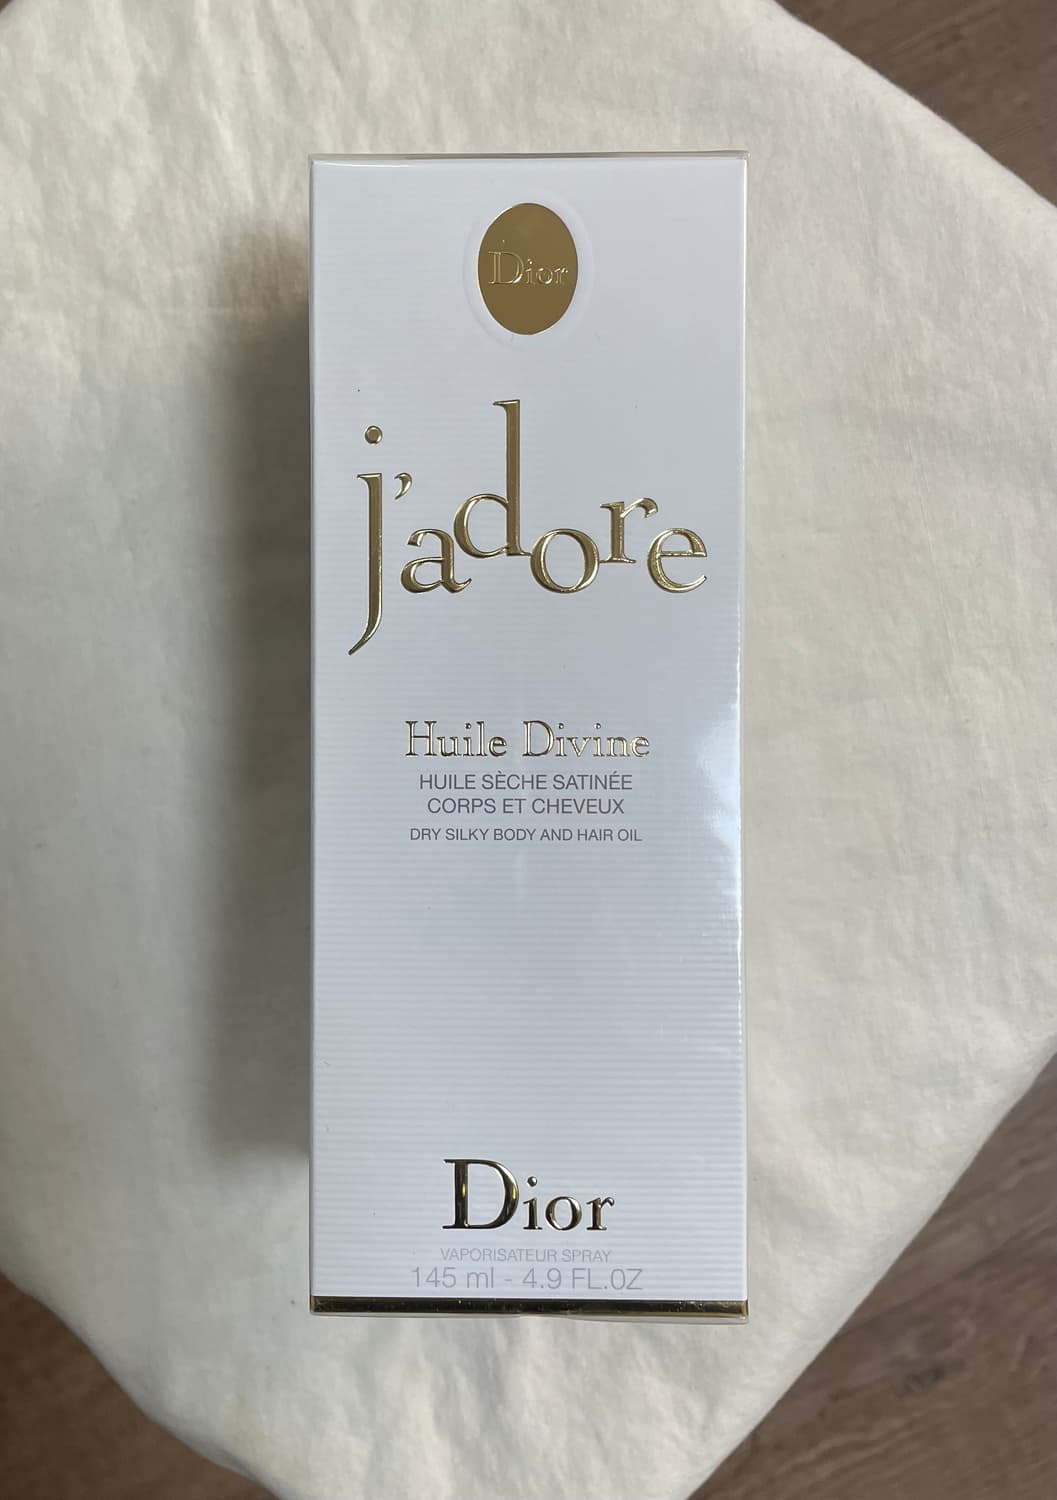 Dior
j'adore
Huile Divine
HUILE SÈCHE SATINÉE
CORPS ET CHEVEUX
DRY SILKY BODY AND HAIR OIL
Dior
VAPORISATEUR SPRAY
145 ml - 4.9 FL.OZ